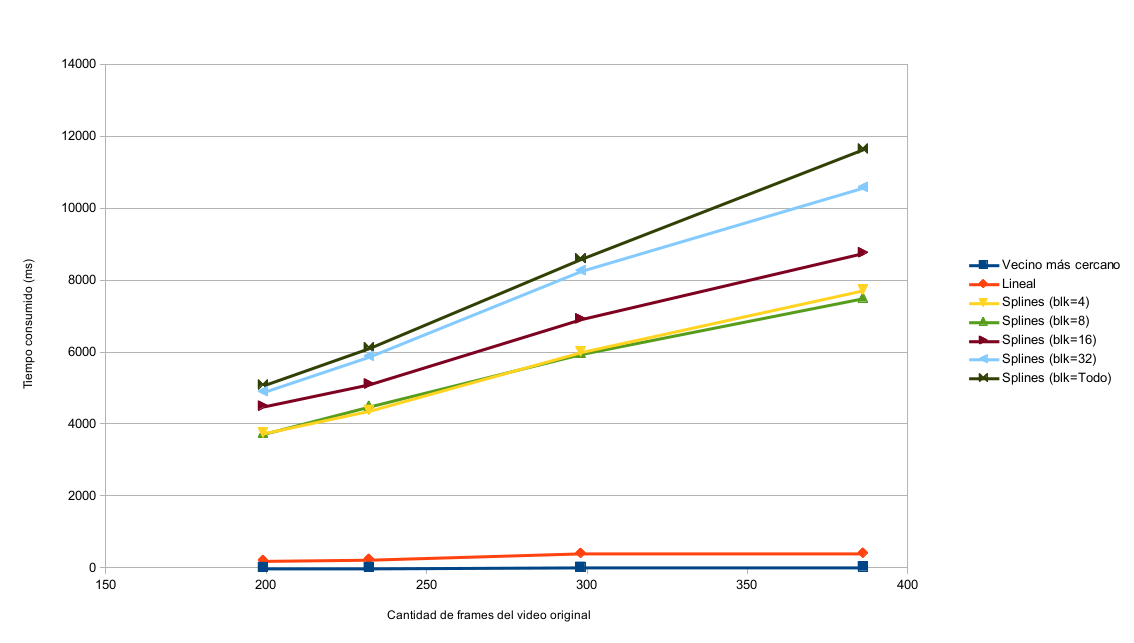 14000
12000
10000
8000
6000
4000
2000
0
150
200
250
300
350
400
Tiempo consumido (ms)
Cantidad de frames del video original
Vecino más cercano
Lineal
Splines (blk=4)
Splines (blk=8)
Splines (blk=16)
Splines (blk=32)
Splines (blk=Todo)